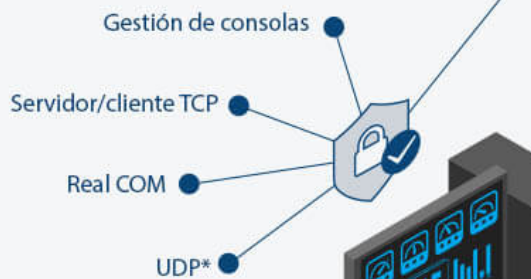 Gestión de consolas
Servidor/cliente TCP
Real COM
UDP*